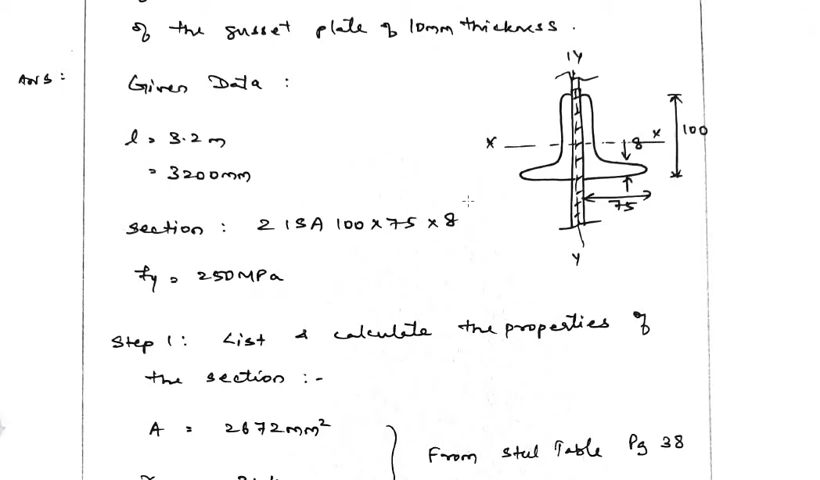 of the gusset plate of 10mm thickness.
Ans:
Given Data:
l = 3.2m
= 3200mm
Section: 2 ISA 100 x 75 x 8
fy = 250MPa
Step 1: List & calculate the properties of
the section:-
A = 2672mm²
From Steel Table Pg 38
Y
X
X
8
100
75
Y